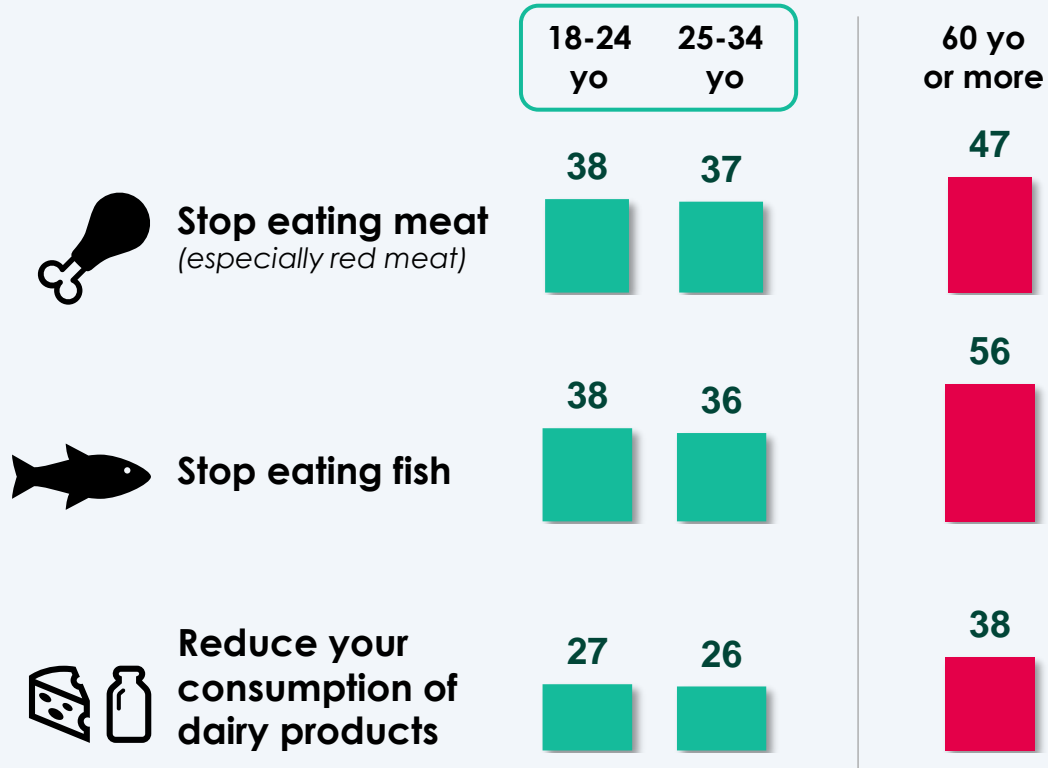 18-24 yo
25-34 yo
60 yo or more
38
37
47
Stop eating meat
(especially red meat)
38
36
56
Stop eating fish
27
26
38
Reduce your
consumption of
dairy products